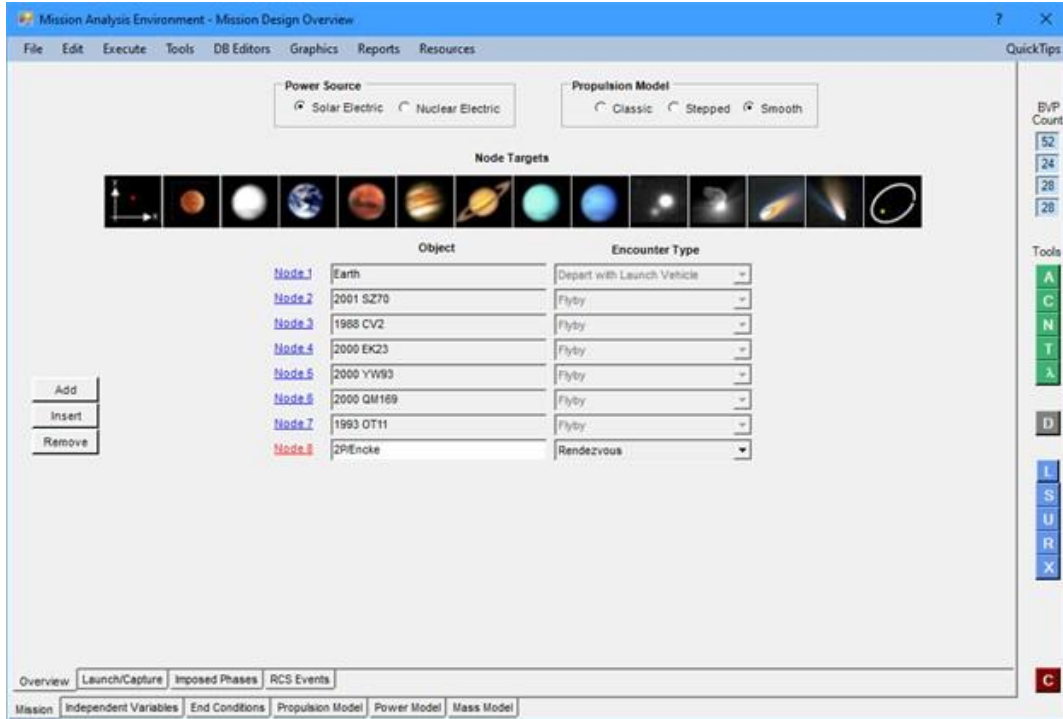 Mission Analysis Environment - Mission Design Overview ?
File Edit Execute Tools DB Editors Graphics Reports Resources QuickTips
Power Source Propulsion Model
Solar Electric Nuclear Electric Classic Stepped Smooth
BVP
Count
52
24
28
28
Node Targets
Object Encounter Type
Node 1 Earth Depart with Launch Vehicle
Node 2 2001 SZ70 Flyby
Node 3 1988 CV2 Flyby
Node 4 2000 EK23 Flyby
Node 5 2000 YW93 Flyby
Node 6 2000 QM169 Flyby
Node 7 1993 OT11 Flyby
Node 8 2P/Encke Rendezvous
Add
Insert
Remove
Tools
A
C
N
T
λ
D
L
S
U
R
X
C
Overview Launch/Capture Imposed Phases RCS Events
Mission Independent Variables End Conditions Propulsion Model Power Model Mass Model